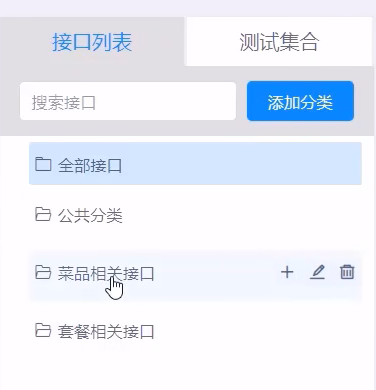 接口列表
测试集合
搜索接口
添加分类
全部接口
公共分类
菜品相关接口
套餐相关接口